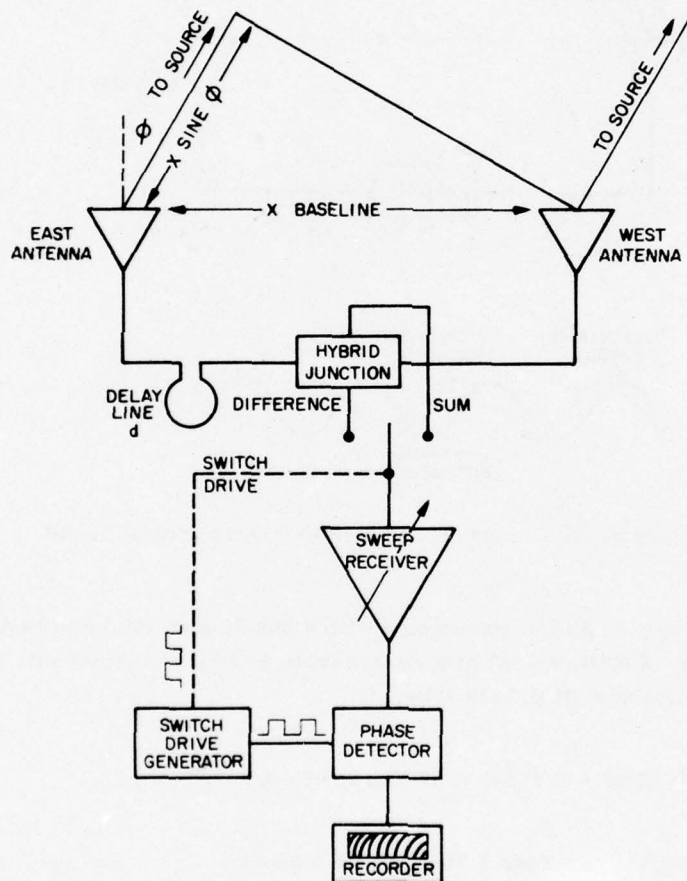 TO SOURCE
X SINE ϕ
ϕ
TO SOURCE
X BASELINE
EAST
ANTENNA
WEST
ANTENNA
HYBRID
JUNCTION
DELAY
LINE
d
DIFFERENCE
SUM
SWITCH
DRIVE
SWEEP
RECEIVER
SWITCH
DRIVE
GENERATOR
PHASE
DETECTOR
RECORDER